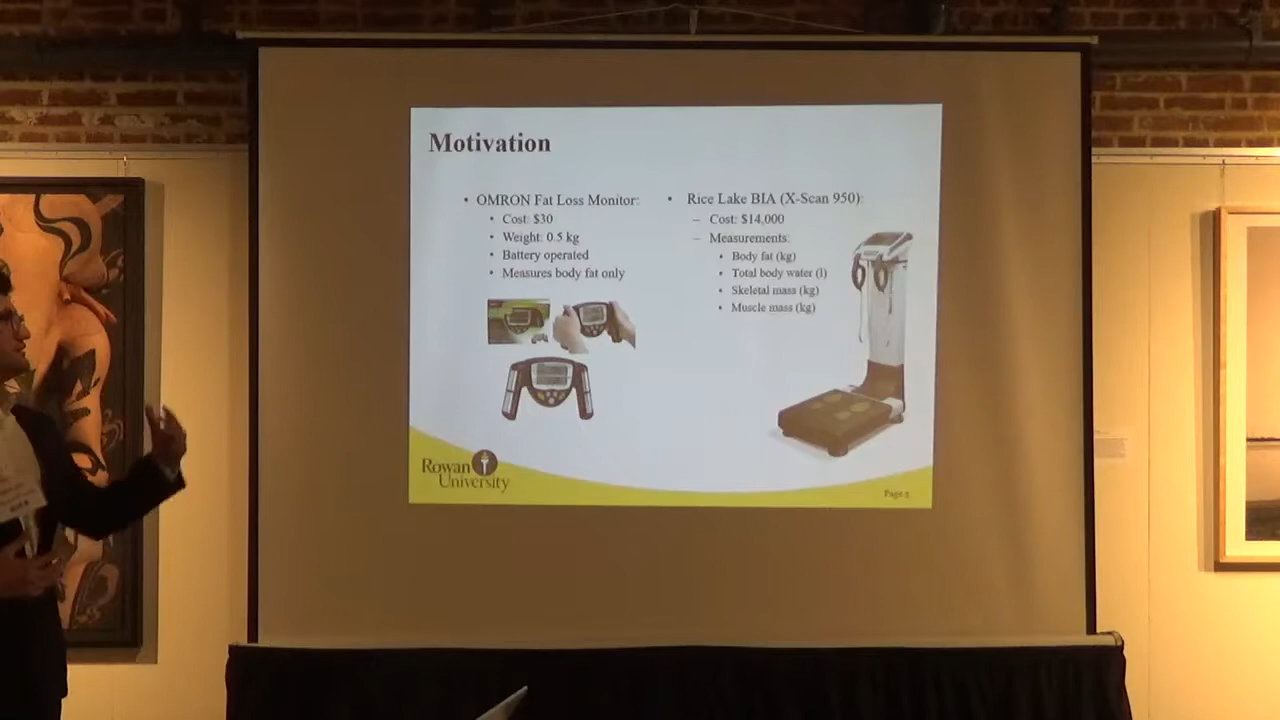 Motivation
• OMRON Fat Loss Monitor:
• Cost: $30
• Weight: 0.5 kg
• Battery operated
• Measures body fat only
• Rice Lake BIA (X-Scan 950):
– Cost: $14,000
– Measurements:
• Body fat (kg)
• Total body water (l)
• Skeletal mass (kg)
• Muscle mass (kg)
Rowan
University
Page